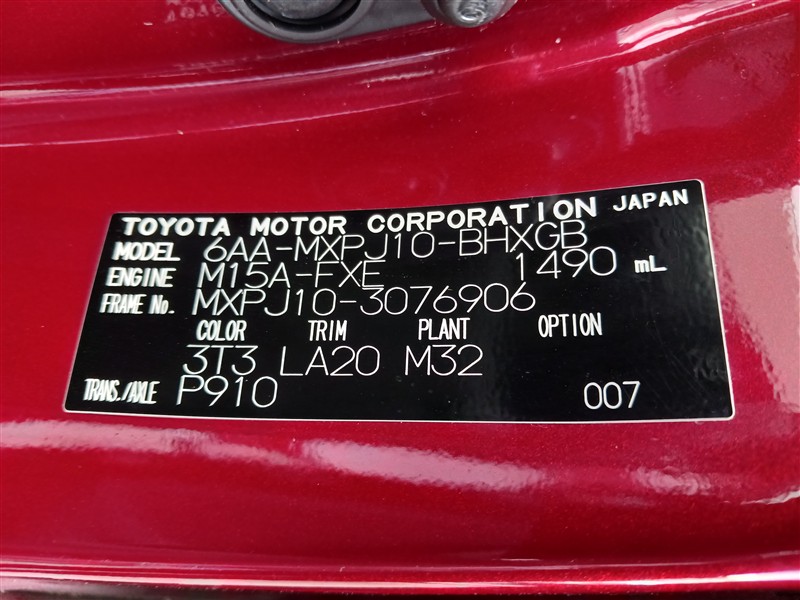 TOYOTA MOTOR CORPORATION JAPAN
MODEL 6AA-MXPJ10-BHXGB
ENGINE M15A-FXE 1490 mL
FRAME No. MXPJ10-3076906
COLOR TRIM PLANT OPTION
3T3 LA20 M32
TRANS./AXLE P910 007